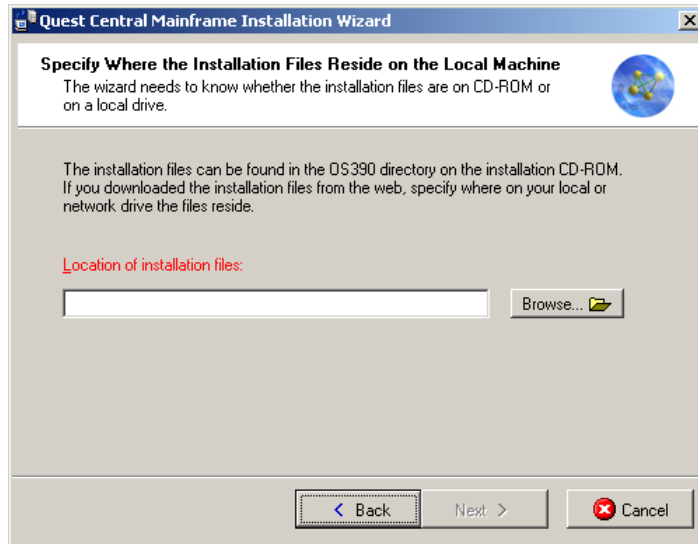 Quest Central Mainframe Installation Wizard
Specify Where the Installation Files Reside on the Local Machine
The wizard needs to know whether the installation files are on CD-ROM or
on a local drive.
The installation files can be found in the OS390 directory on the installation CD-ROM.
If you downloaded the installation files from the web, specify where on your local or
network drive the files reside.
Location of installation files:
Browse...
< Back
Next >
Cancel